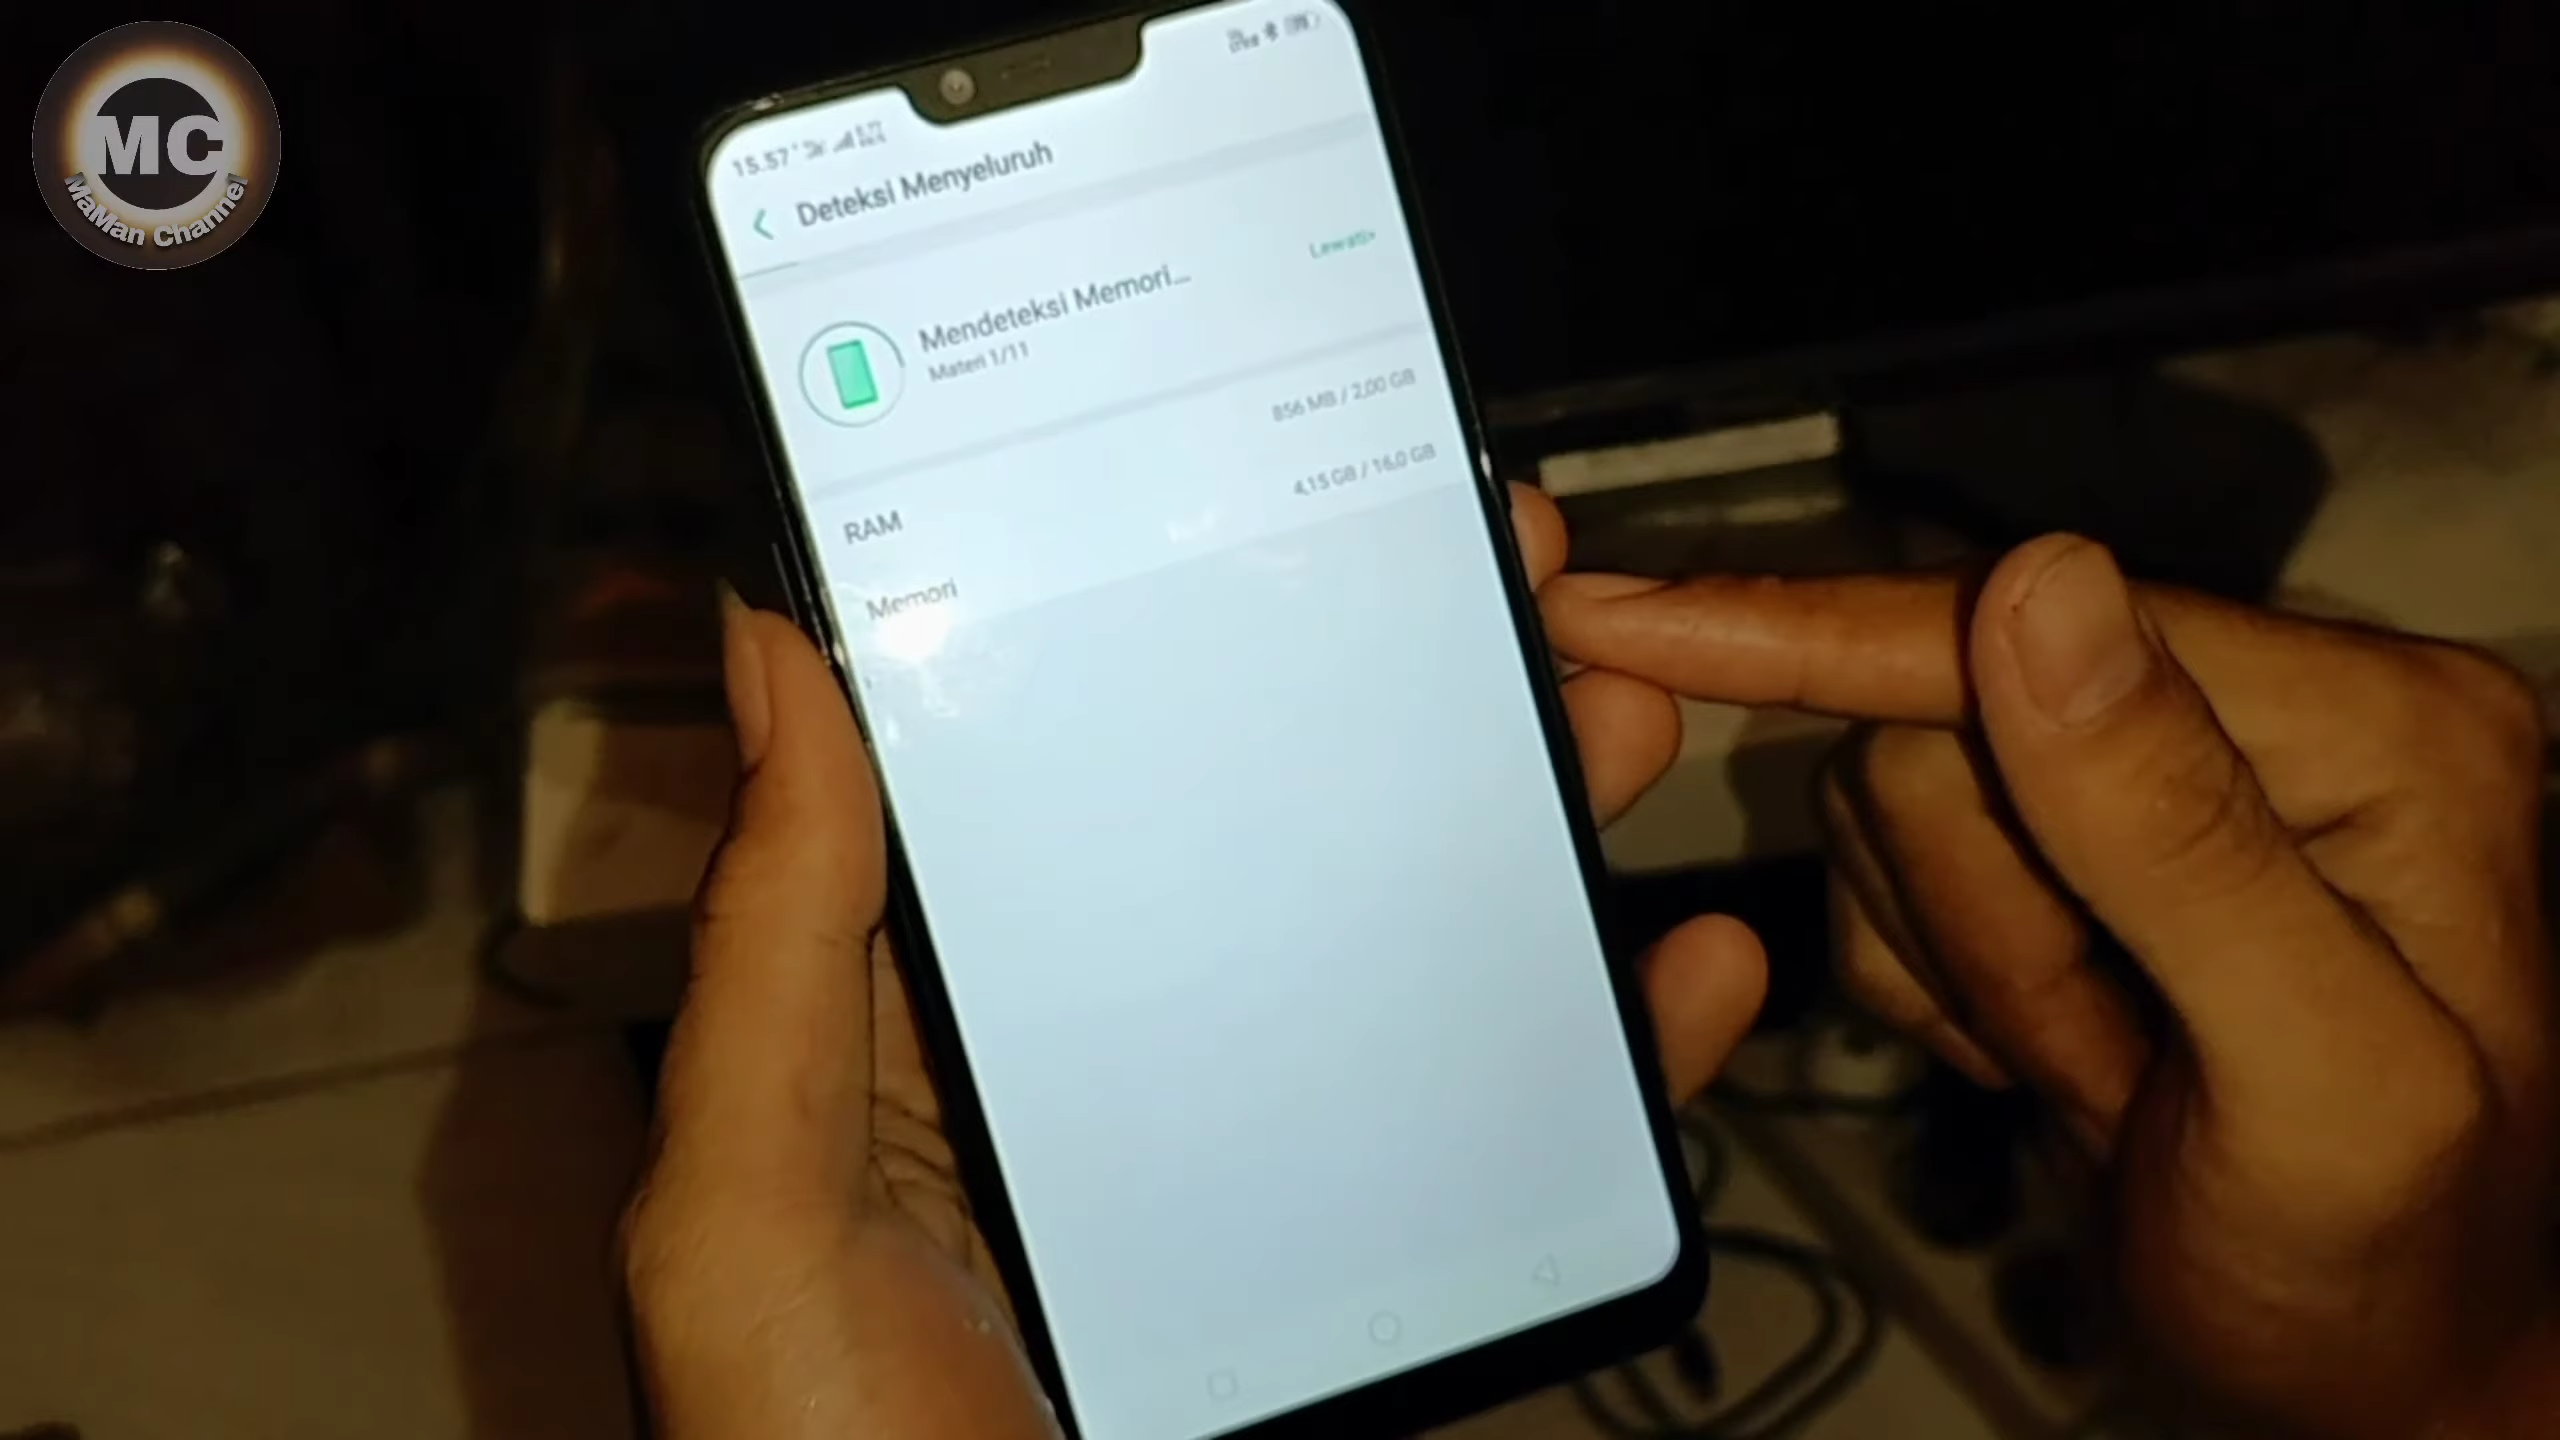 MC
MaMan Channel
15.57
Deteksi Menyeluruh
Mendeteksi Memori...
Lewati>
Materi 1/11
RAM
856 MB / 2,00 GB
Memori
4,15 GB / 16,0 GB